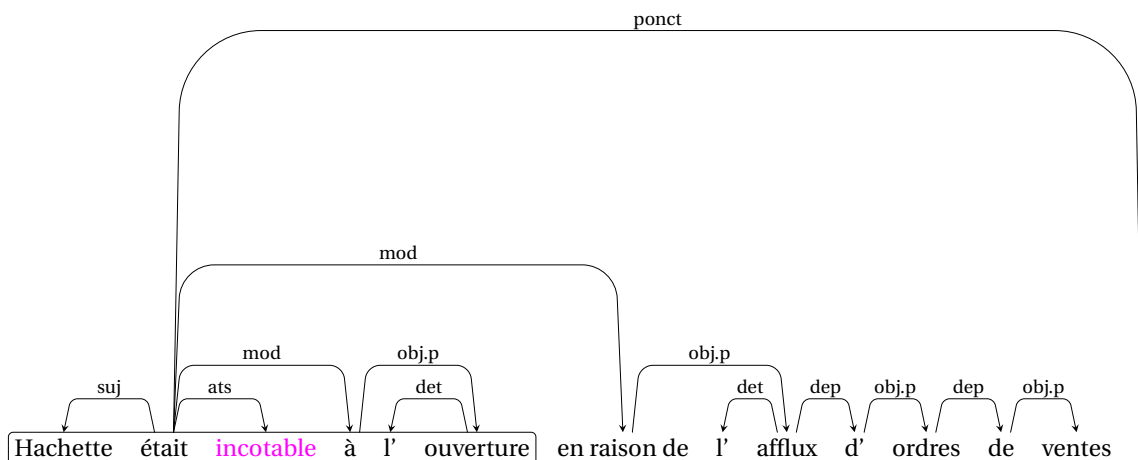 ponct
mod
mod obj.p obj.p
suj ats det det dep obj.p dep obj.p
Hachette était incotable à l' ouverture en raison de l' afflux d' ordres de ventes